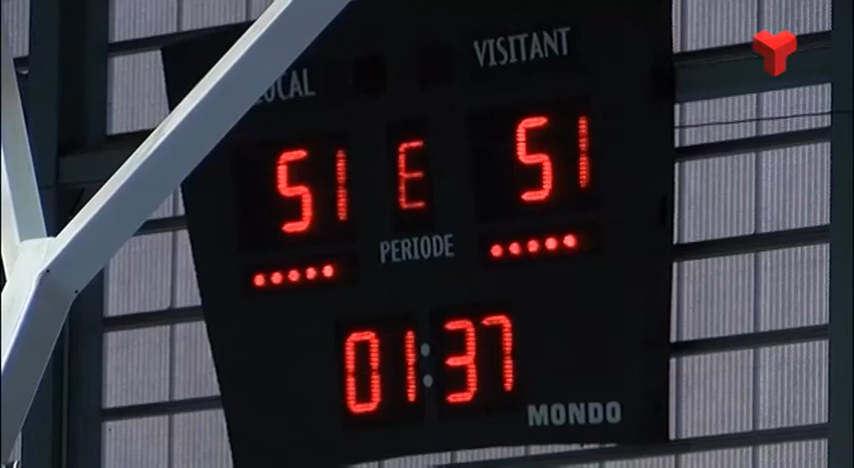 LOCAL VISITANT
51 E 51
PERIODE
01:37
MONDO